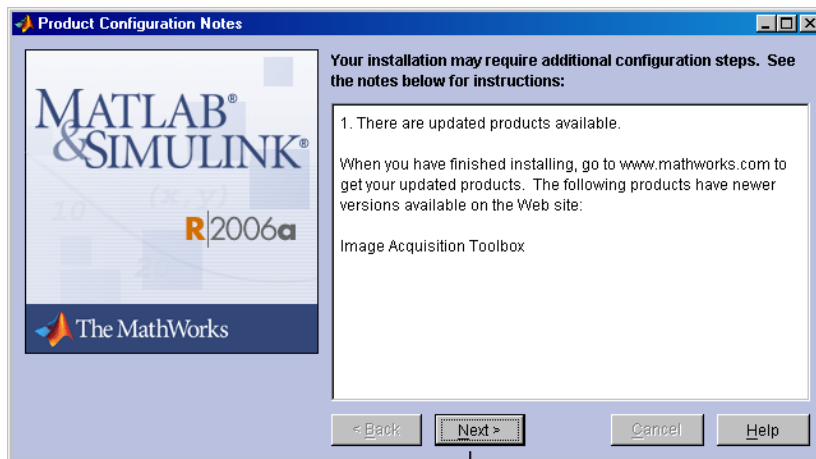 Product Configuration Notes
MATLAB®
&SIMULINK®
10
(x,y)
20
R2006a
The MathWorks
Your installation may require additional configuration steps. See
the notes below for instructions:
1. There are updated products available.
When you have finished installing, go to www.mathworks.com to
get your updated products. The following products have newer
versions available on the Web site:
Image Acquisition Toolbox
< Back
Next >
Cancel
Help